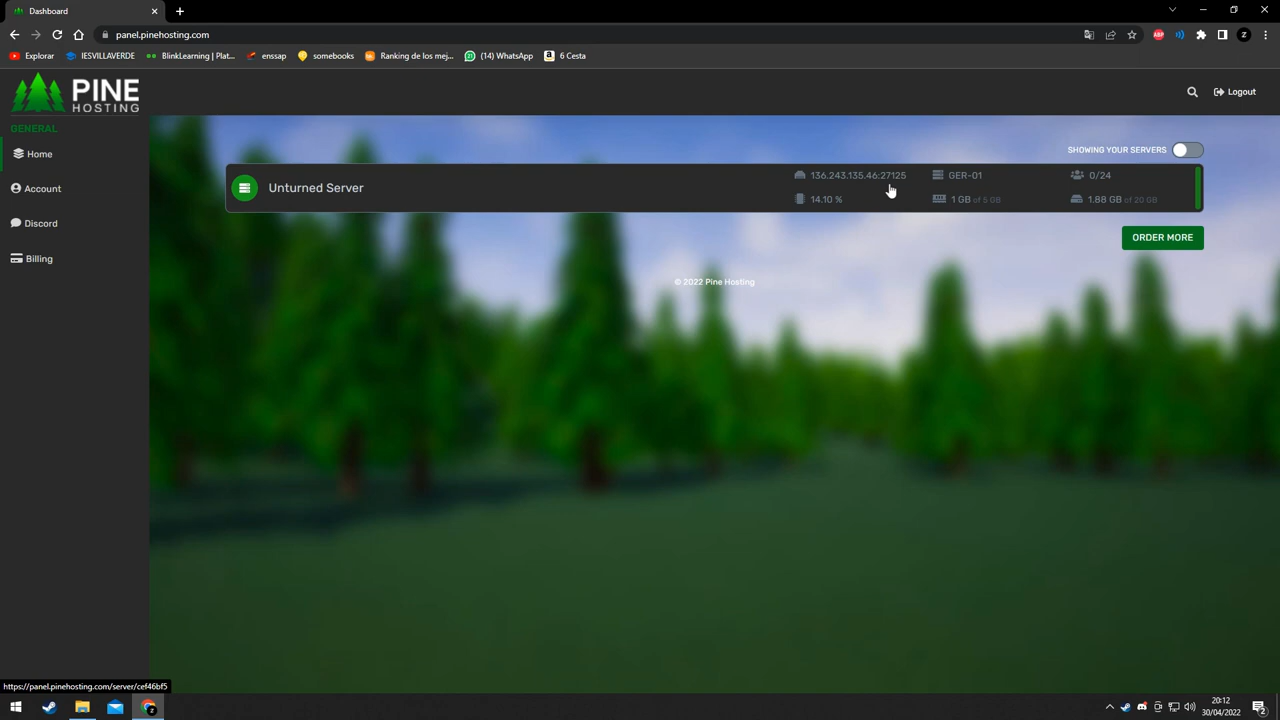 Dashboard
panel.pinehosting.com
Explorar
IESVILLAVERDE
BlinkLearning | Plat...
enssap
somebooks
Ranking de los mej...
(14) WhatsApp
6 Cesta
ABP
Z
PINE
HOSTING
Logout
GENERAL
Home
Account
Discord
Billing
SHOWING YOUR SERVERS
Unturned Server
136.243.135.46:27125
GER-01
0/24
14.10 %
1 GB of 5 GB
1.88 GB of 20 GB
ORDER MORE
© 2022 Pine Hosting
https://panel.pinehosting.com/server/cef46bf5
20:12
30/04/2022